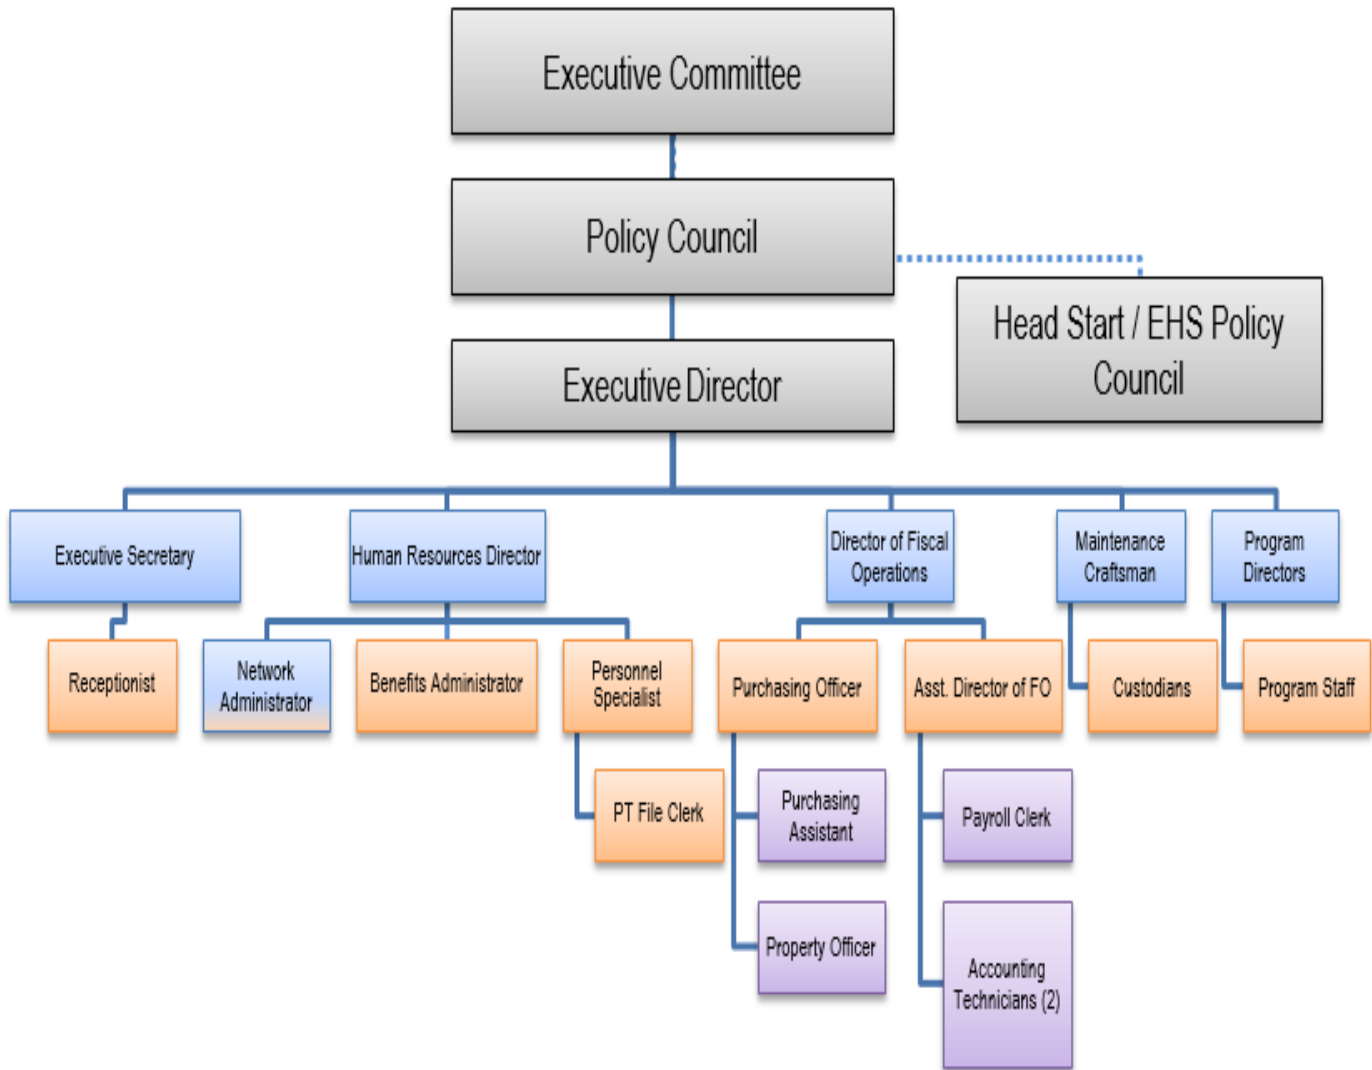 Executive Committee
Policy Council
Head Start / EHS Policy
Council
Executive Director
Executive Secretary
Human Resources Director
Director of Fiscal
Operations
Maintenance
Craftsman
Program
Directors
Receptionist
Network
Administrator
Benefits Administrator
Personnel
Specialist
Purchasing Officer
Asst. Director of FO
Custodians
Program Staff
PT File Clerk
Purchasing
Assistant
Payroll Clerk
Property Officer
Accounting
Technicians (2)